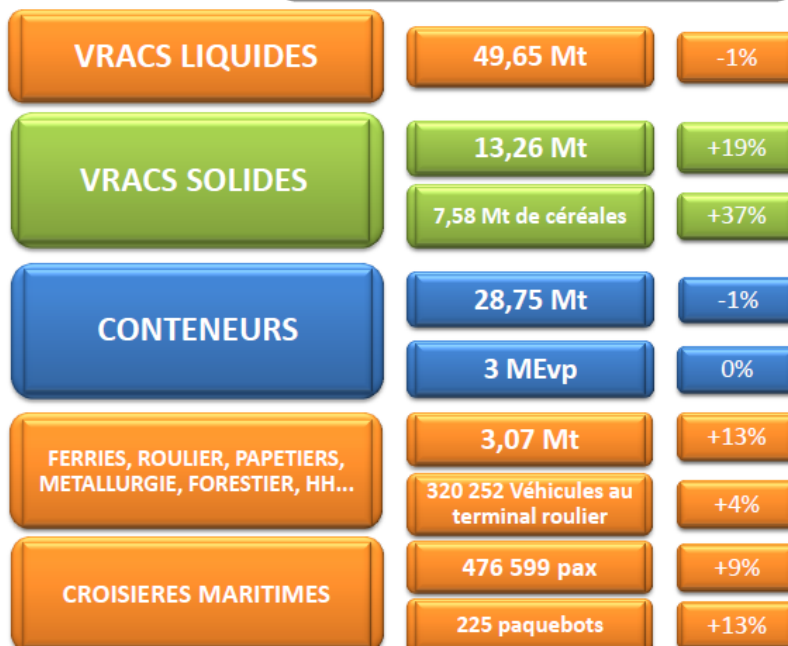 VRACS LIQUIDES
49,65 Mt
-1%
VRACS SOLIDES
13,26 Mt
+19%
7,58 Mt de céréales
+37%
CONTENEURS
28,75 Mt
-1%
3 MEvp
0%
FERRIES, ROULIER, PAPETIERS,
METALLURGIE, FORESTIER, HH...
3,07 Mt
+13%
320 252 Véhicules au
terminal roulier
+4%
CROISIERES MARITIMES
476 599 pax
+9%
225 paquebots
+13%